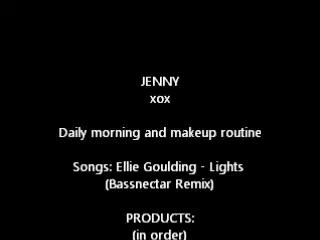 JENNY
xox
Daily morning and makeup routine
Songs: Ellie Goulding - Lights
(Bassnectar Remix)
PRODUCTS:
(in order)